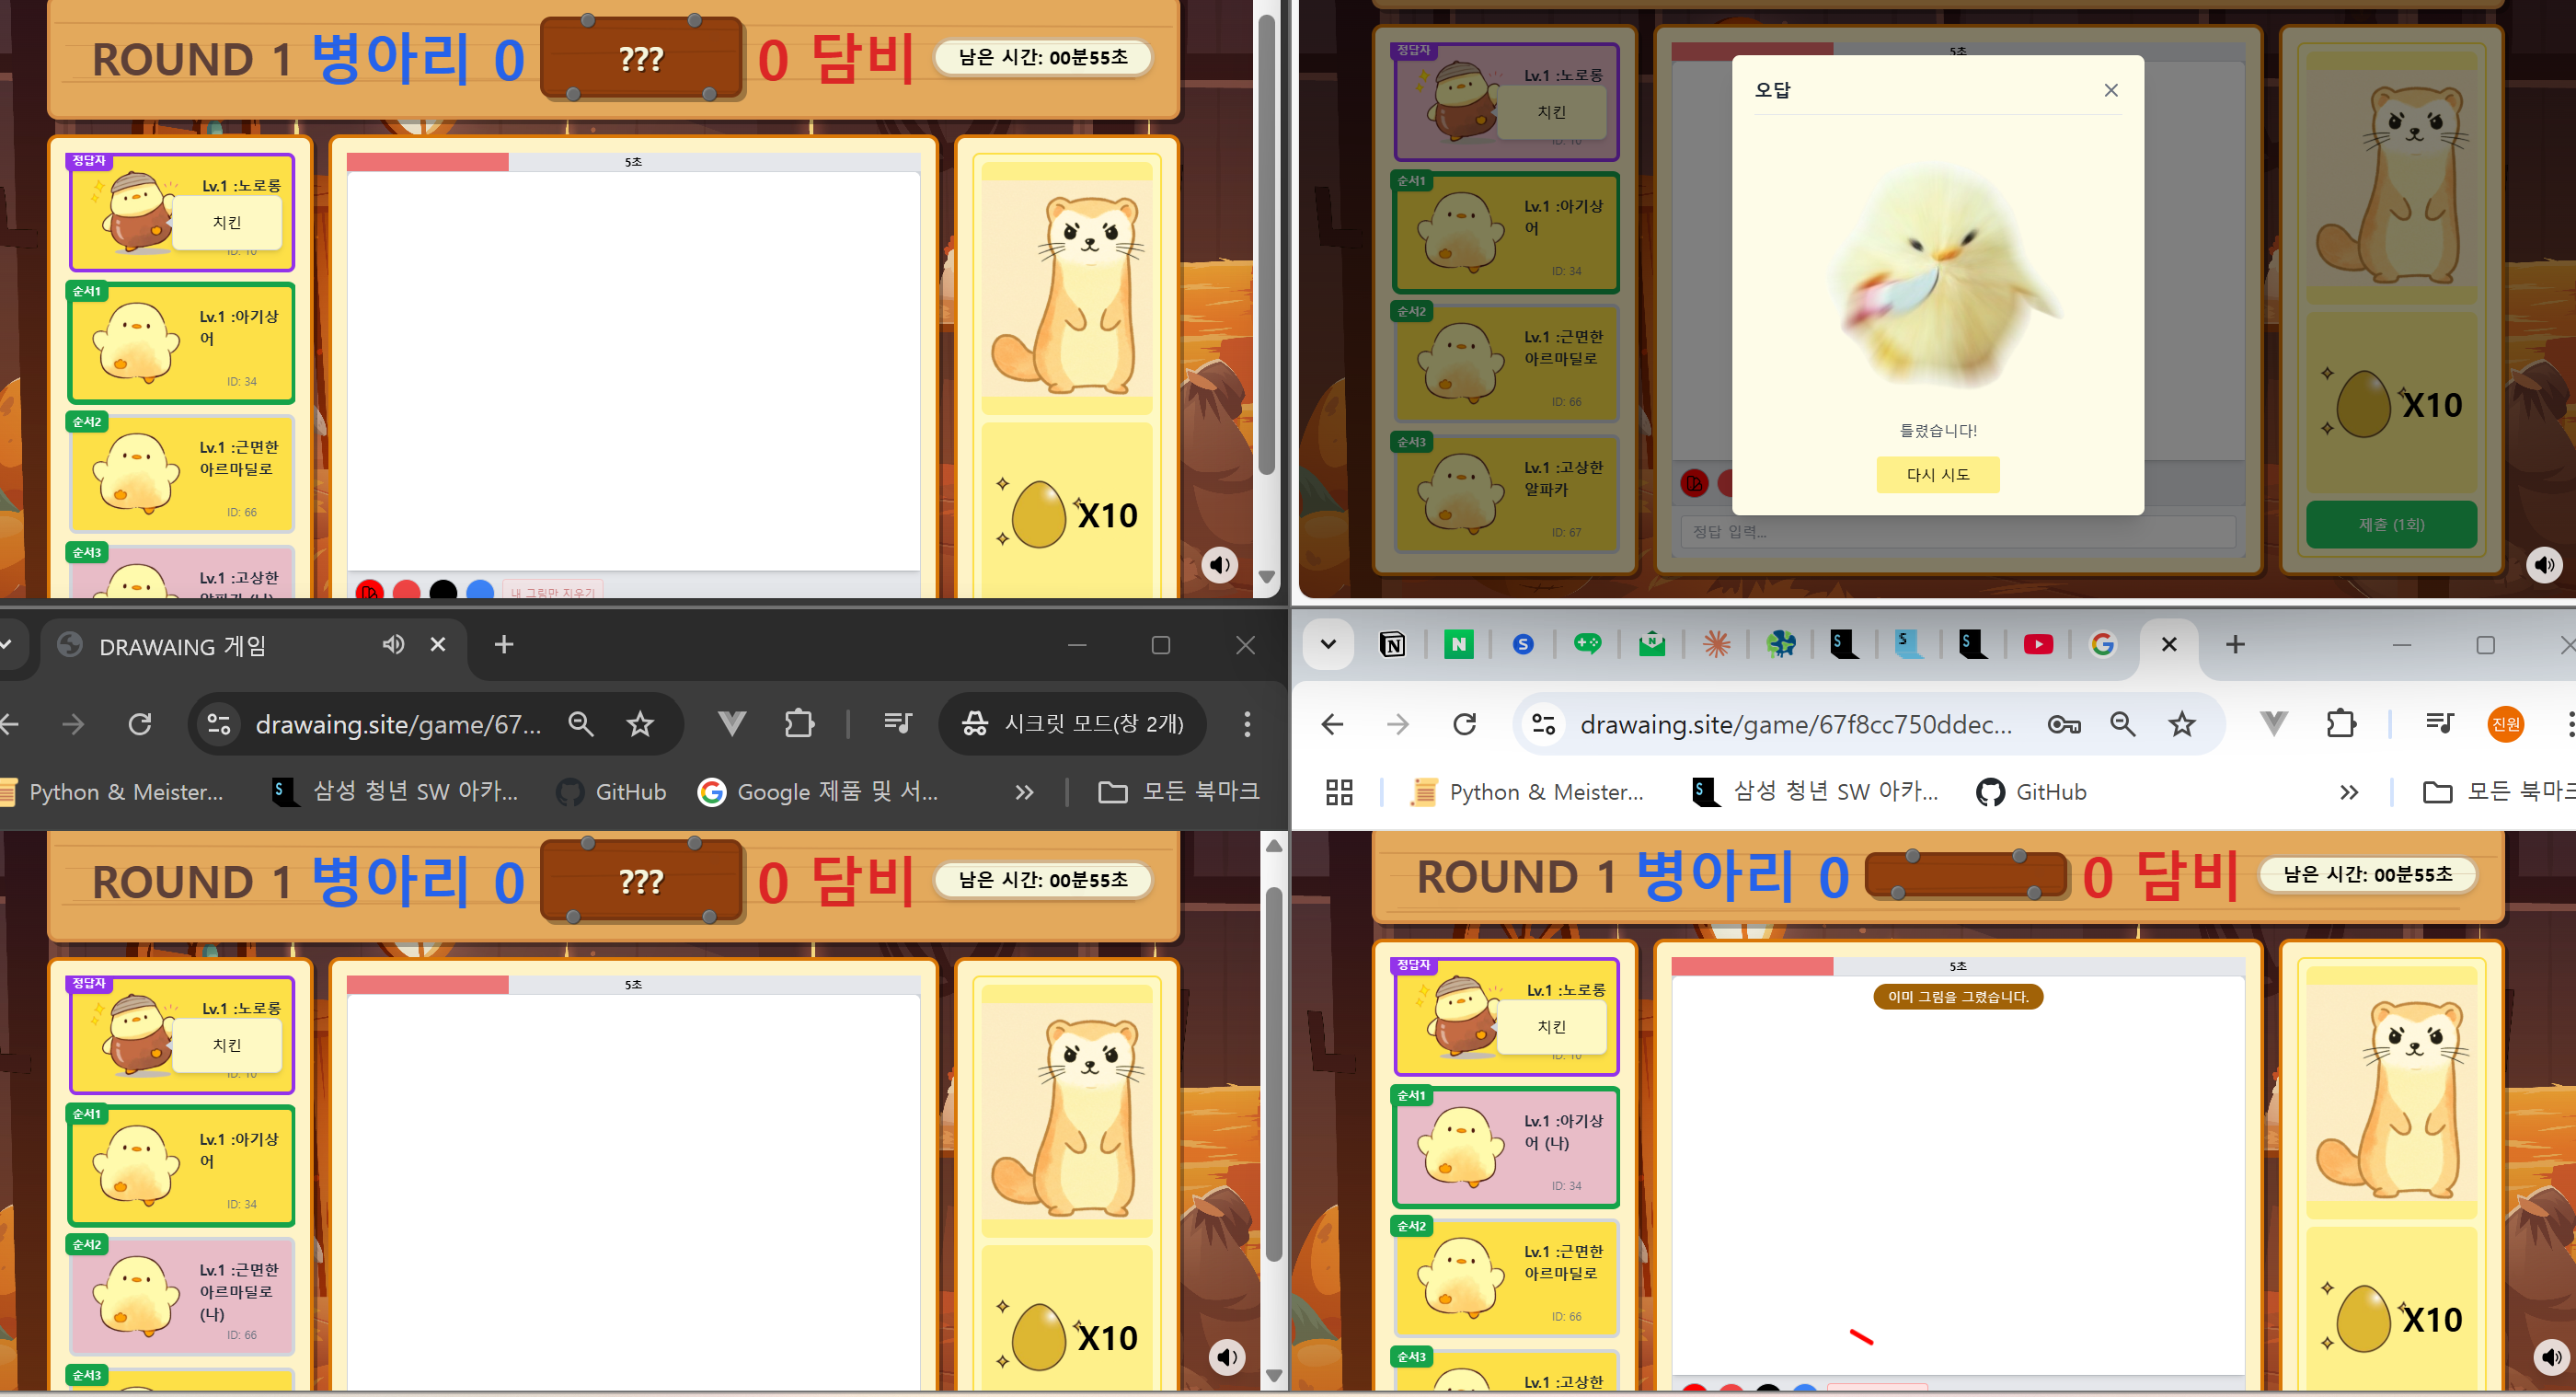 ROUND 1 병아리 0 ??? 0 담비 남은 시간: 00분55초
정답자
Lv.1 :노로롱
치킨
순서1
Lv.1 :아기상
어
ID: 34
순서2
Lv.1 :근면한
아르마딜로
ID: 66
순서3
Lv.1 :고상한
5초
내 그림만 지우기
X10
정답자
Lv.1 :노로롱
치킨
순서1
Lv.1 :아기상
어
ID: 34
순서2
Lv.1 :근면한
아르마딜로
ID: 66
순서3
Lv.1 :고상한
알파카
ID: 67
5초
오답
틀렸습니다!
다시 시도
정답 입력...
X10
제출 (1회)
DRAWAING 게임
drawaing.site/game/67...
시크릿 모드(창 2개)
Python & Meister...
삼성 청년 SW 아카...
GitHub
Google 제품 및 서...
모든 북마크
ROUND 1 병아리 0 ??? 0 담비 남은 시간: 00분55초
정답자
Lv.1 :노로롱
치킨
순서1
Lv.1 :아기상
어
ID: 34
순서2
Lv.1 :근면한
아르마딜로
(나)
ID: 66
순서3
5초
X10
drawaing.site/game/67f8cc750ddec...
진원
Python & Meister...
삼성 청년 SW 아카...
GitHub
모든 북마크
ROUND 1 병아리 0 0 담비 남은 시간: 00분55초
정답자
Lv.1 :노로롱
치킨
순서1
Lv.1 :아기상
어 (나)
ID: 34
순서2
Lv.1 :근면한
아르마딜로
ID: 66
순서3
Lv.1 :고상한
5초
이미 그림을 그렸습니다.
X10